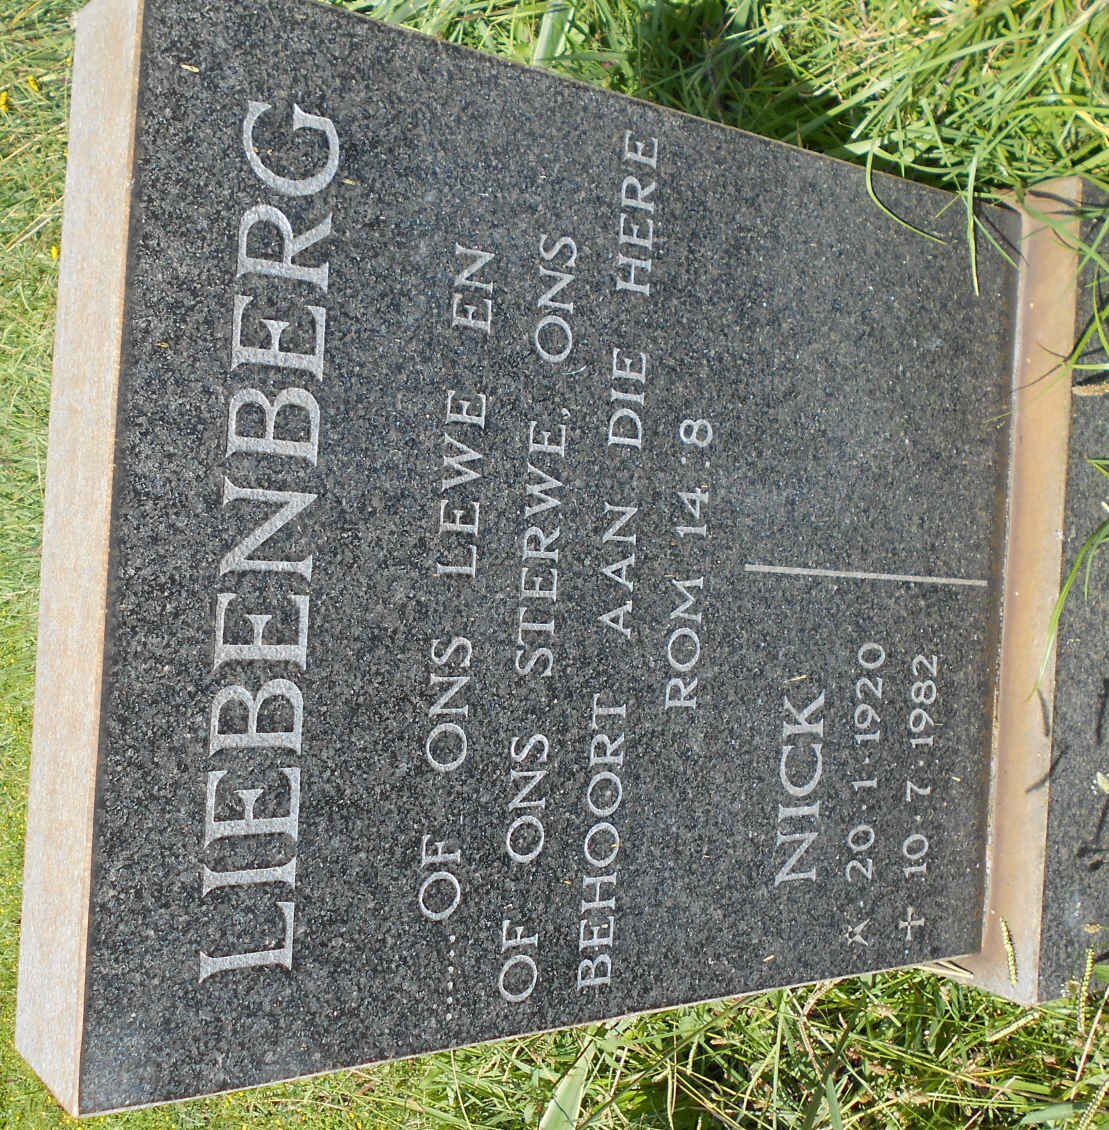 LIEBENBERG
.....OF ONS LEWE EN
OF ONS STERWE, ONS
BEHOORT AAN DIE HERE
ROM 14.8
NICK
20·1·1920
10·7·1982